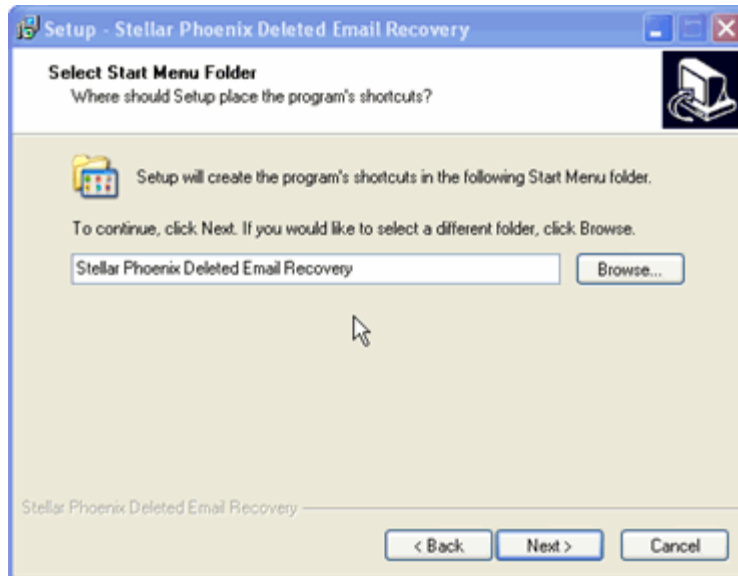 Setup - Stellar Phoenix Deleted Email Recovery
Select Start Menu Folder
Where should Setup place the program's shortcuts?
Setup will create the program's shortcuts in the following Start Menu folder.
To continue, click Next. If you would like to select a different folder, click Browse.
Stellar Phoenix Deleted Email Recovery
Browse...
Stellar Phoenix Deleted Email Recovery
< Back
Next >
Cancel